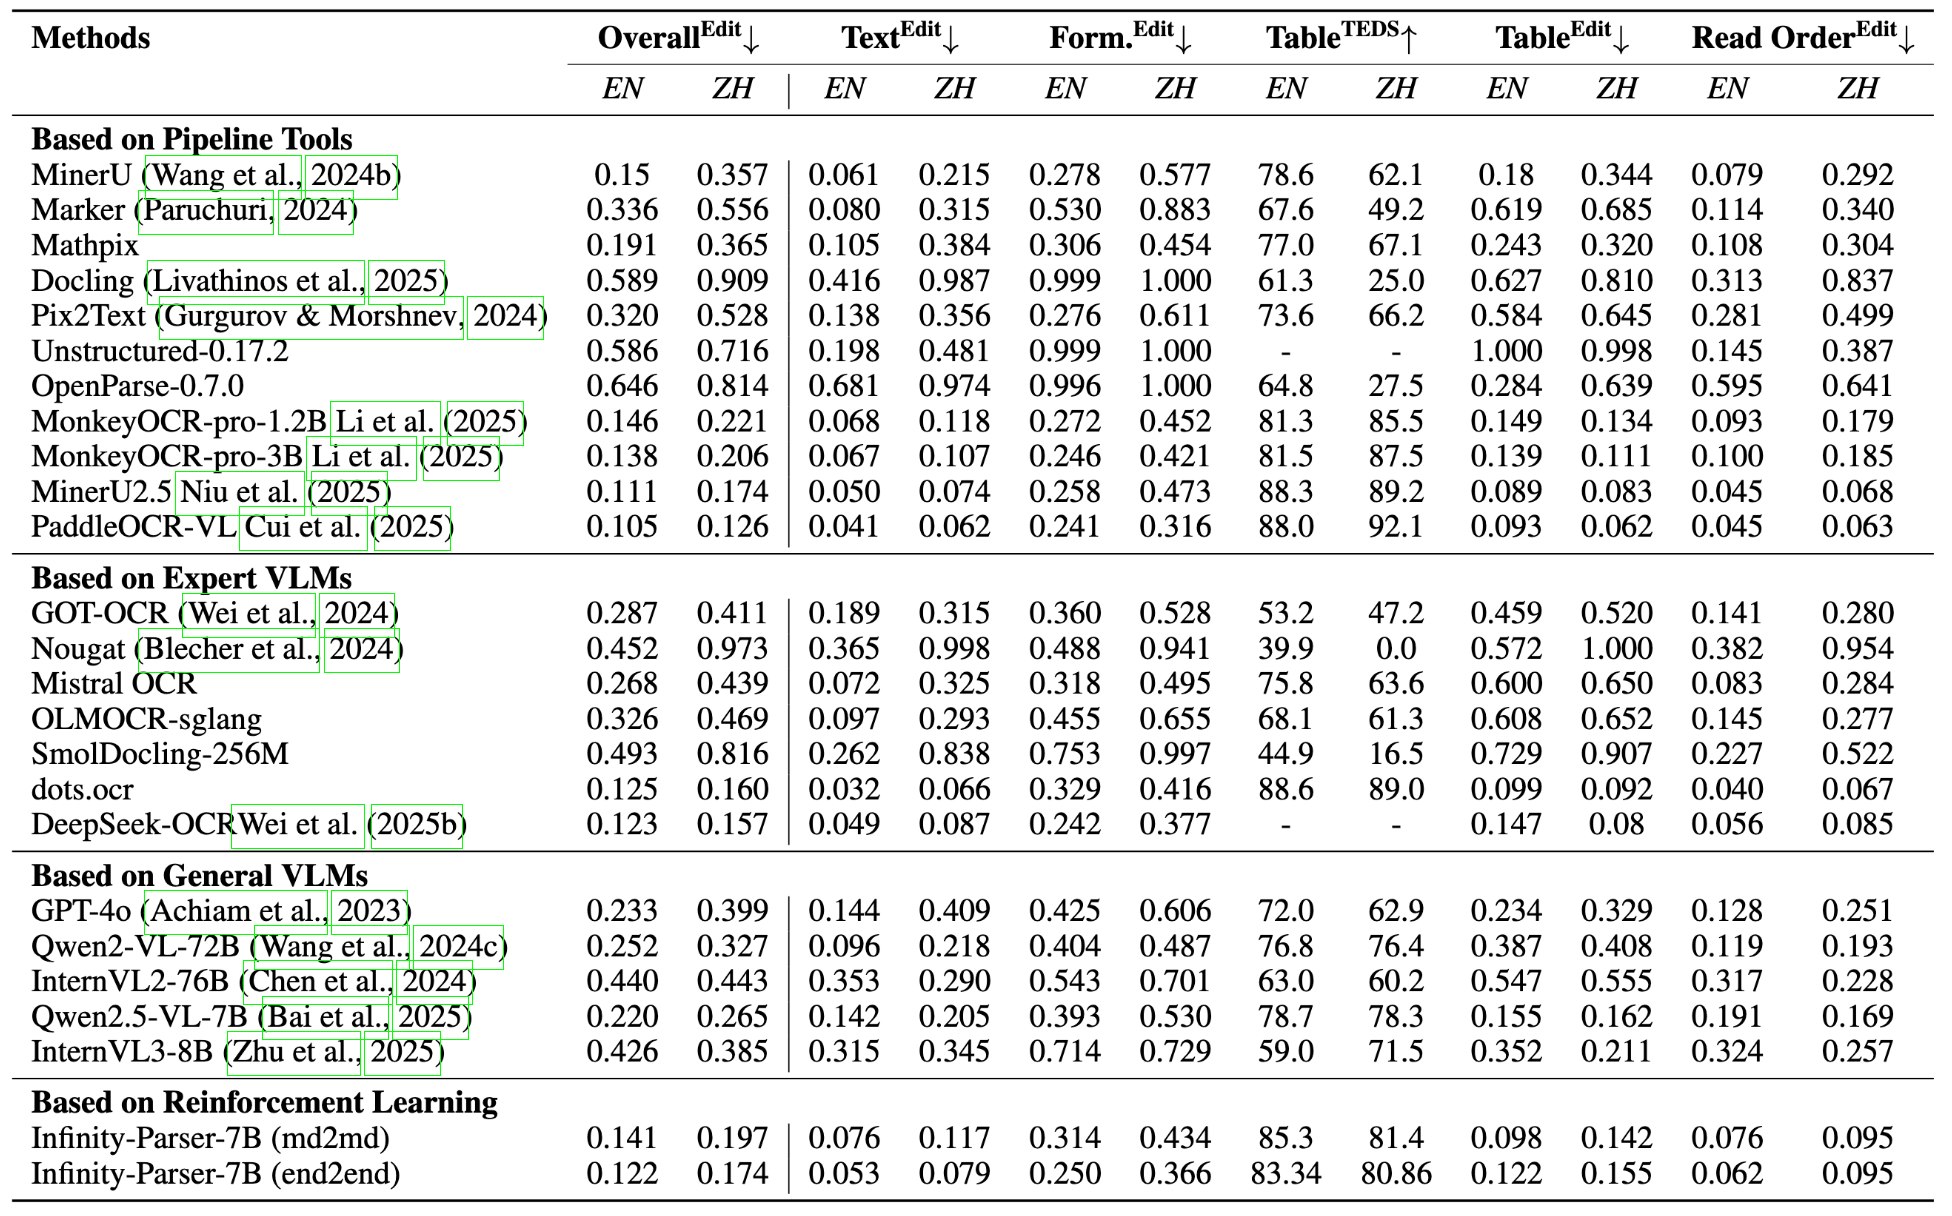 Methods Overall^Edit↓ Text^Edit↓ Form.^Edit↓ Table^TEDS↑ Table^Edit↓ Read Order^Edit↓
EN ZH EN ZH EN ZH EN ZH EN ZH EN ZH
Based on Pipeline Tools
MinerU (Wang et al., 2024b) 0.15 0.357 0.061 0.215 0.278 0.577 78.6 62.1 0.18 0.344 0.079 0.292
Marker (Paruchuri, 2024) 0.336 0.556 0.080 0.315 0.530 0.883 67.6 49.2 0.619 0.685 0.114 0.340
Mathpix 0.191 0.365 0.105 0.384 0.306 0.454 77.0 67.1 0.243 0.320 0.108 0.304
Docling (Livathinos et al., 2025) 0.589 0.909 0.416 0.987 0.999 1.000 61.3 25.0 0.627 0.810 0.313 0.837
Pix2Text (Gurgurov & Morshnev, 2024) 0.320 0.528 0.138 0.356 0.276 0.611 73.6 66.2 0.584 0.645 0.281 0.499
Unstructured-0.17.2 0.586 0.716 0.198 0.481 0.999 1.000 - - 1.000 0.998 0.145 0.387
OpenParse-0.7.0 0.646 0.814 0.681 0.974 0.996 1.000 64.8 27.5 0.284 0.639 0.595 0.641
MonkeyOCR-pro-1.2B Li et al. (2025) 0.146 0.221 0.068 0.118 0.272 0.452 81.3 85.5 0.149 0.134 0.093 0.179
MonkeyOCR-pro-3B Li et al. (2025) 0.138 0.206 0.067 0.107 0.246 0.421 81.5 87.5 0.139 0.111 0.100 0.185
MinerU2.5 Niu et al. (2025) 0.111 0.174 0.050 0.074 0.258 0.473 88.3 89.2 0.089 0.083 0.045 0.068
PaddleOCR-VL Cui et al. (2025) 0.105 0.126 0.041 0.062 0.241 0.316 88.0 92.1 0.093 0.062 0.045 0.063
Based on Expert VLMs
GOT-OCR (Wei et al., 2024) 0.287 0.411 0.189 0.315 0.360 0.528 53.2 47.2 0.459 0.520 0.141 0.280
Nougat (Blecher et al., 2024) 0.452 0.973 0.365 0.998 0.488 0.941 39.9 0.0 0.572 1.000 0.382 0.954
Mistral OCR 0.268 0.439 0.072 0.325 0.318 0.495 75.8 63.6 0.600 0.650 0.083 0.284
OLMOCR-sglang 0.326 0.469 0.097 0.293 0.455 0.655 68.1 61.3 0.608 0.652 0.145 0.277
SmolDocling-256M 0.493 0.816 0.262 0.838 0.753 0.997 44.9 16.5 0.729 0.907 0.227 0.522
dots.ocr 0.125 0.160 0.032 0.066 0.329 0.416 88.6 89.0 0.099 0.092 0.040 0.067
DeepSeek-OCRWei et al. (2025b) 0.123 0.157 0.049 0.087 0.242 0.377 - - 0.147 0.08 0.056 0.085
Based on General VLMs
GPT-4o (Achiam et al., 2023) 0.233 0.399 0.144 0.409 0.425 0.606 72.0 62.9 0.234 0.329 0.128 0.251
Qwen2-VL-72B (Wang et al., 2024c) 0.252 0.327 0.096 0.218 0.404 0.487 76.8 76.4 0.387 0.408 0.119 0.193
InternVL2-76B (Chen et al., 2024) 0.440 0.443 0.353 0.290 0.543 0.701 63.0 60.2 0.547 0.555 0.317 0.228
Qwen2.5-VL-7B (Bai et al., 2025) 0.220 0.265 0.142 0.205 0.393 0.530 78.7 78.3 0.155 0.162 0.191 0.169
InternVL3-8B (Zhu et al., 2025) 0.426 0.385 0.315 0.345 0.714 0.729 59.0 71.5 0.352 0.211 0.324 0.257
Based on Reinforcement Learning
Infinity-Parser-7B (md2md) 0.141 0.197 0.076 0.117 0.314 0.434 85.3 81.4 0.098 0.142 0.076 0.095
Infinity-Parser-7B (end2end) 0.122 0.174 0.053 0.079 0.250 0.366 83.34 80.86 0.122 0.155 0.062 0.095